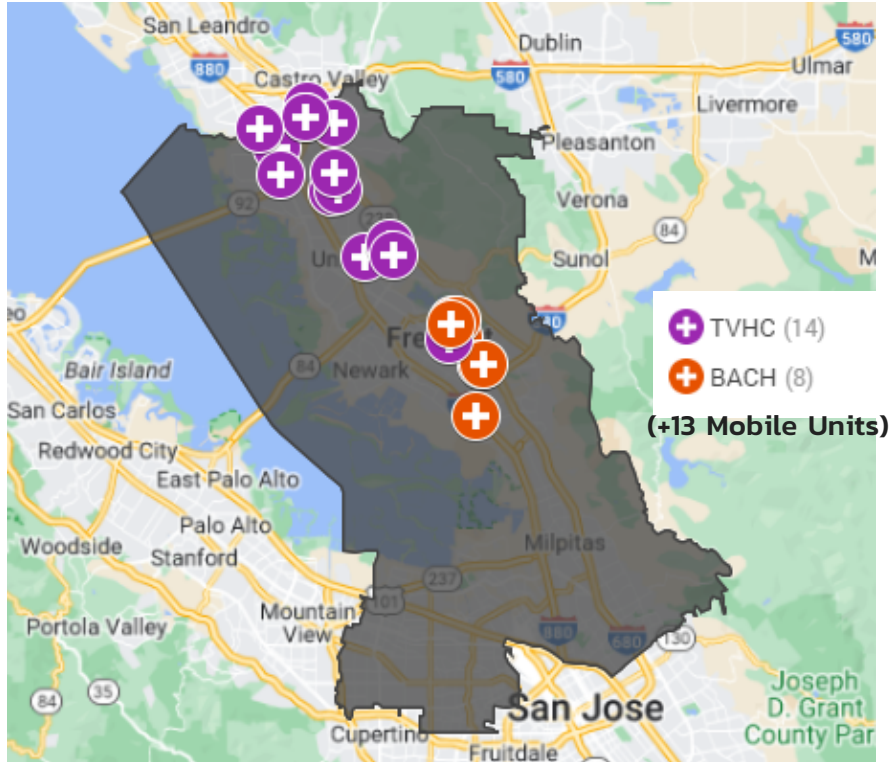 San Leandro
880
Dublin
580
Castro Valley
580
Ulmar
Livermore
Pleasanton
92
Verona
84
Sunol
M
eo
84
Newark
Bair Island
San Carlos
Redwood City
East Palo Alto
Palo Alto
Woodside
Stanford
Milpitas
237
101
Mountain
View
Portola Valley
880
680
130
84
35
San Jose
Joseph
D. Grant
County Par
Cupertino
Fruitdale
TVHC (14)
BACH (8)
(+13 Mobile Units)